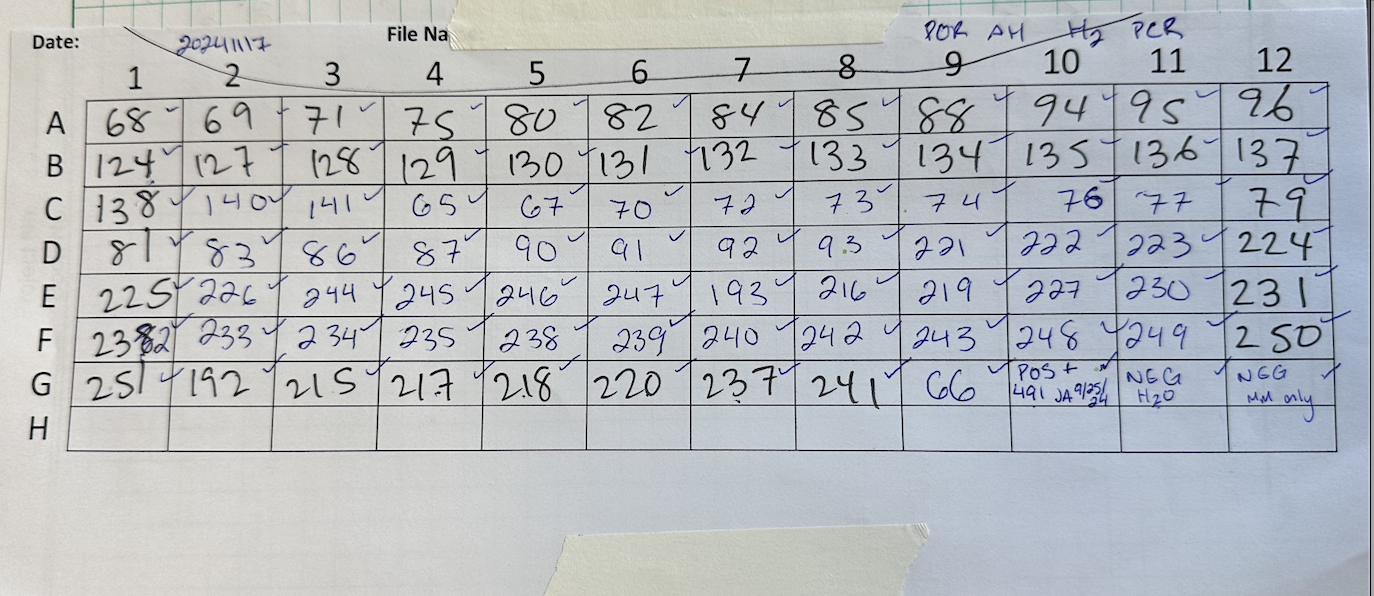 Date: 20241117 File Na POR AH H2 PCR
1 2 3 4 5 6 7 8 9 10 11 12
A 68 69 71 75 80 82 84 85 88 94 95 96
B 124 127 128 129 130 131 132 133 134 135 136 137
C 138 140 141 65 67 70 72 73 74 76 77 79
D 81 83 86 87 90 91 92 93 221 222 223 224
E 225 226 244 245 246 247 193 216 219 227 230 231
F 232 233 234 235 238 239 240 242 243 248 249 250
G 251 192 215 217 218 220 237 241 66 POS + 491 JA 9/25/24 NEG H2O NEG MM only
H